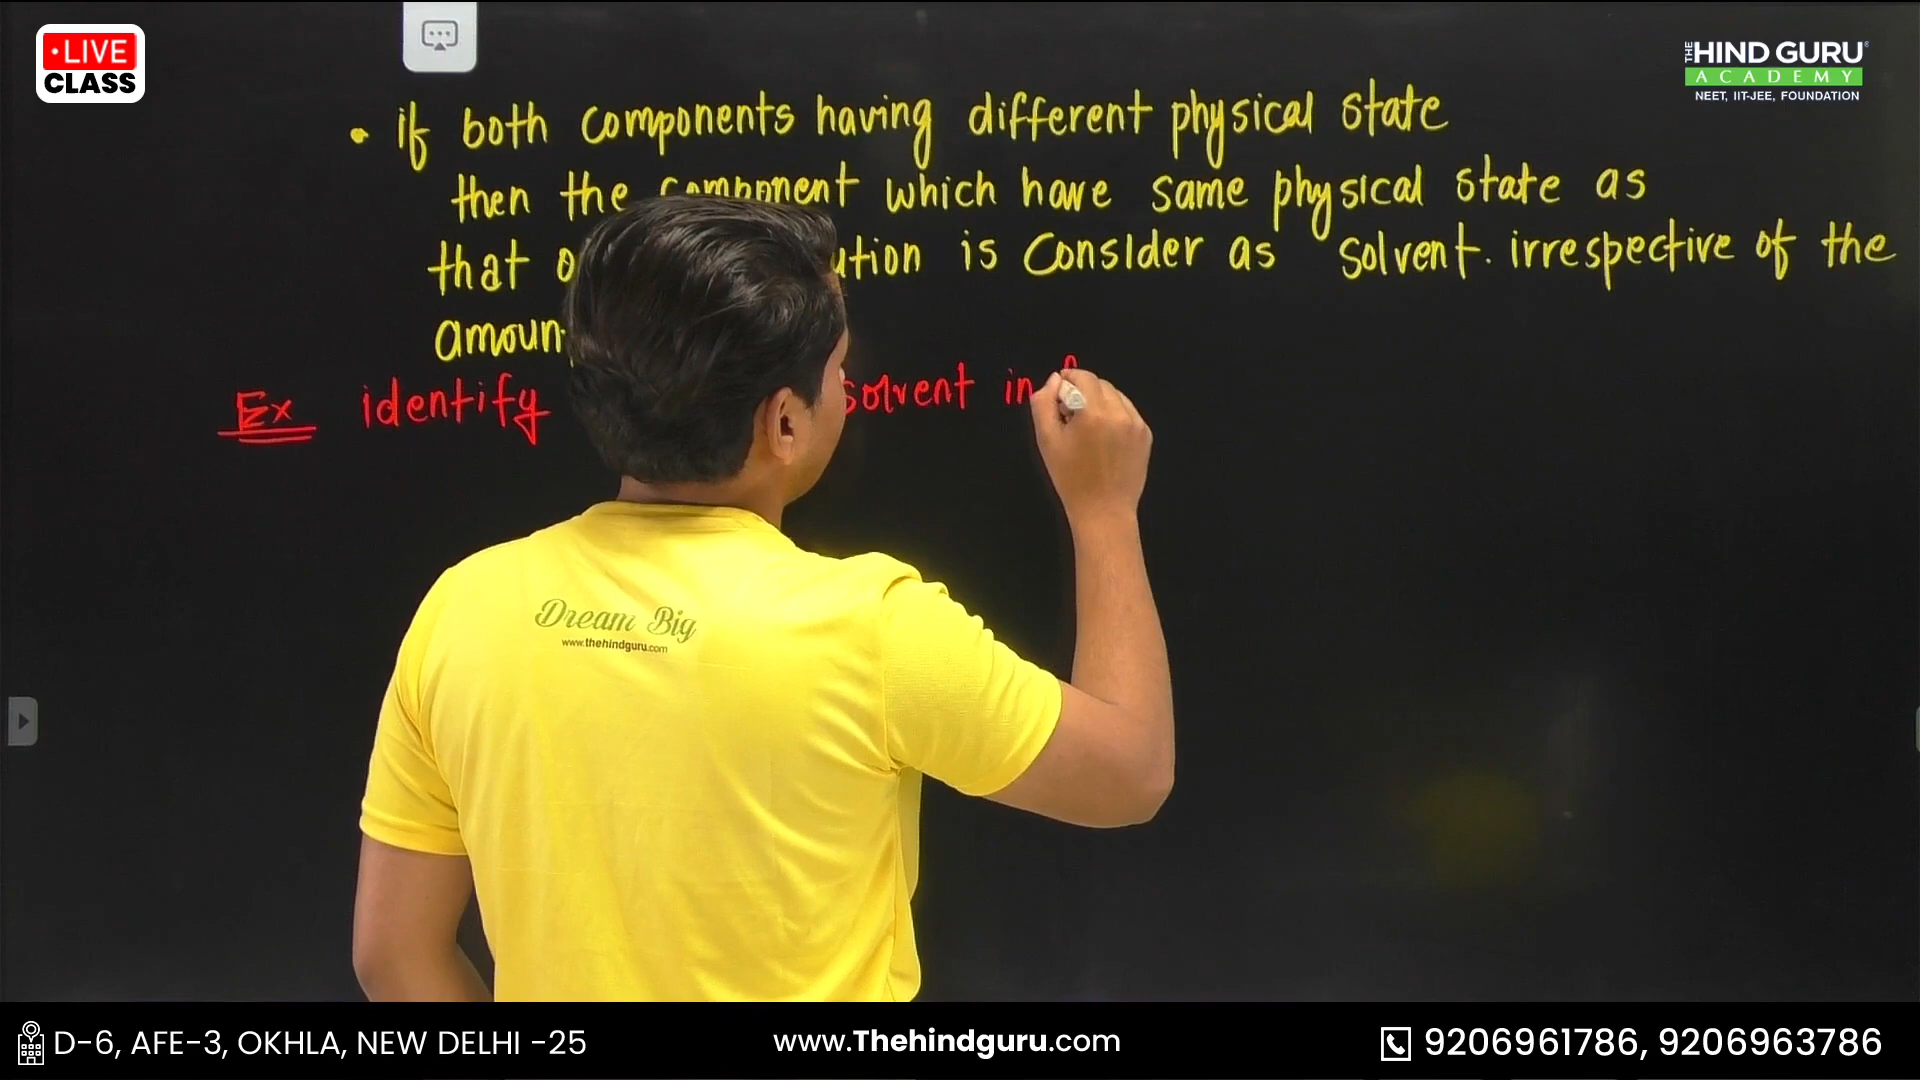 •LIVE
CLASS
THE HIND GURU
ACADEMY
NEET, IIT-JEE, FOUNDATION
• if both components having different physical state
then the component which have same physical state as
that is Consider as solvent. irrespective of the
Ex identify solvent in
Dream Big
www.thehindguru.com
D-6, AFE-3, OKHLA, NEW DELHI -25
www.Thehindguru.com
9206961786, 9206963786